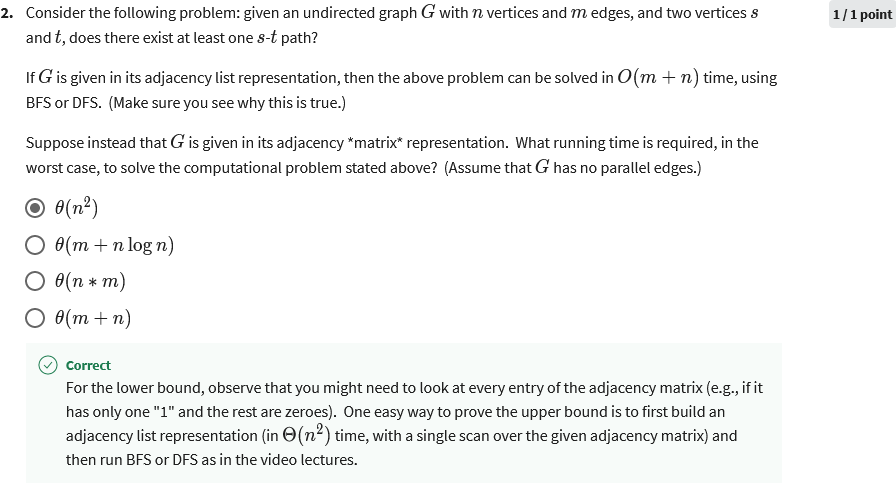 2. Consider the following problem: given an undirected graph G with n vertices and m edges, and two vertices s
1 / 1 point
and t, does there exist at least one s-t path?
If G is given in its adjacency list representation, then the above problem can be solved in O(m + n) time, using
BFS or DFS. (Make sure you see why this is true.)
Suppose instead that G is given in its adjacency *matrix* representation. What running time is required, in the
worst case, to solve the computational problem stated above? (Assume that G has no parallel edges.)
θ(n²)
θ(m + n log n)
θ(n ∗ m)
θ(m + n)
Correct
For the lower bound, observe that you might need to look at every entry of the adjacency matrix (e.g., if it
has only one "1" and the rest are zeroes). One easy way to prove the upper bound is to first build an
adjacency list representation (in Θ(n²) time, with a single scan over the given adjacency matrix) and
then run BFS or DFS as in the video lectures.